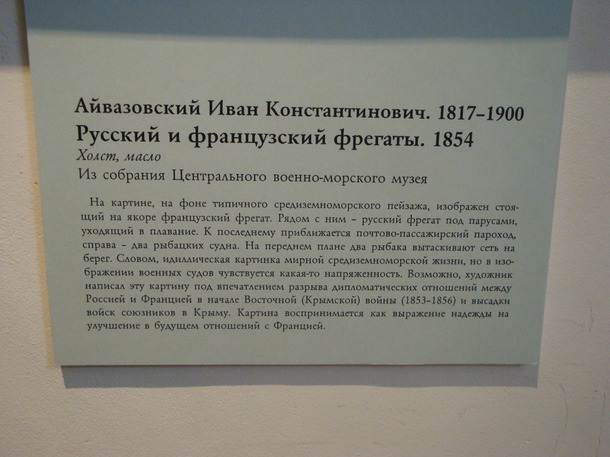 Айвазовский Иван Константинович. 1817–1900
Русский и французский фрегаты. 1854
Холст, масло
Из собрания Центрального военно-морского музея
На картине, на фоне типичного средиземноморского пейзажа, изображен стоя-
щий на якоре французский фрегат. Рядом с ним – русский фрегат под парусами,
уходящий в плавание. К последнему приближается почтово-пассажирский пароход,
справа – два рыбацких судна. На переднем плане два рыбака вытаскивают сеть на
берег. Словом, идиллическая картинка мирной средиземноморской жизни, но в изо-
бражении военных судов чувствуется какая-то напряженность. Возможно, художник
написал эту картину под впечатлением разрыва дипломатических отношений между
Россией и Францией в начале Восточной (Крымской) войны (1853–1856) и высадки
войск союзников в Крыму. Картина воспринимается как выражение надежды на
улучшение в будущем отношений с Францией.